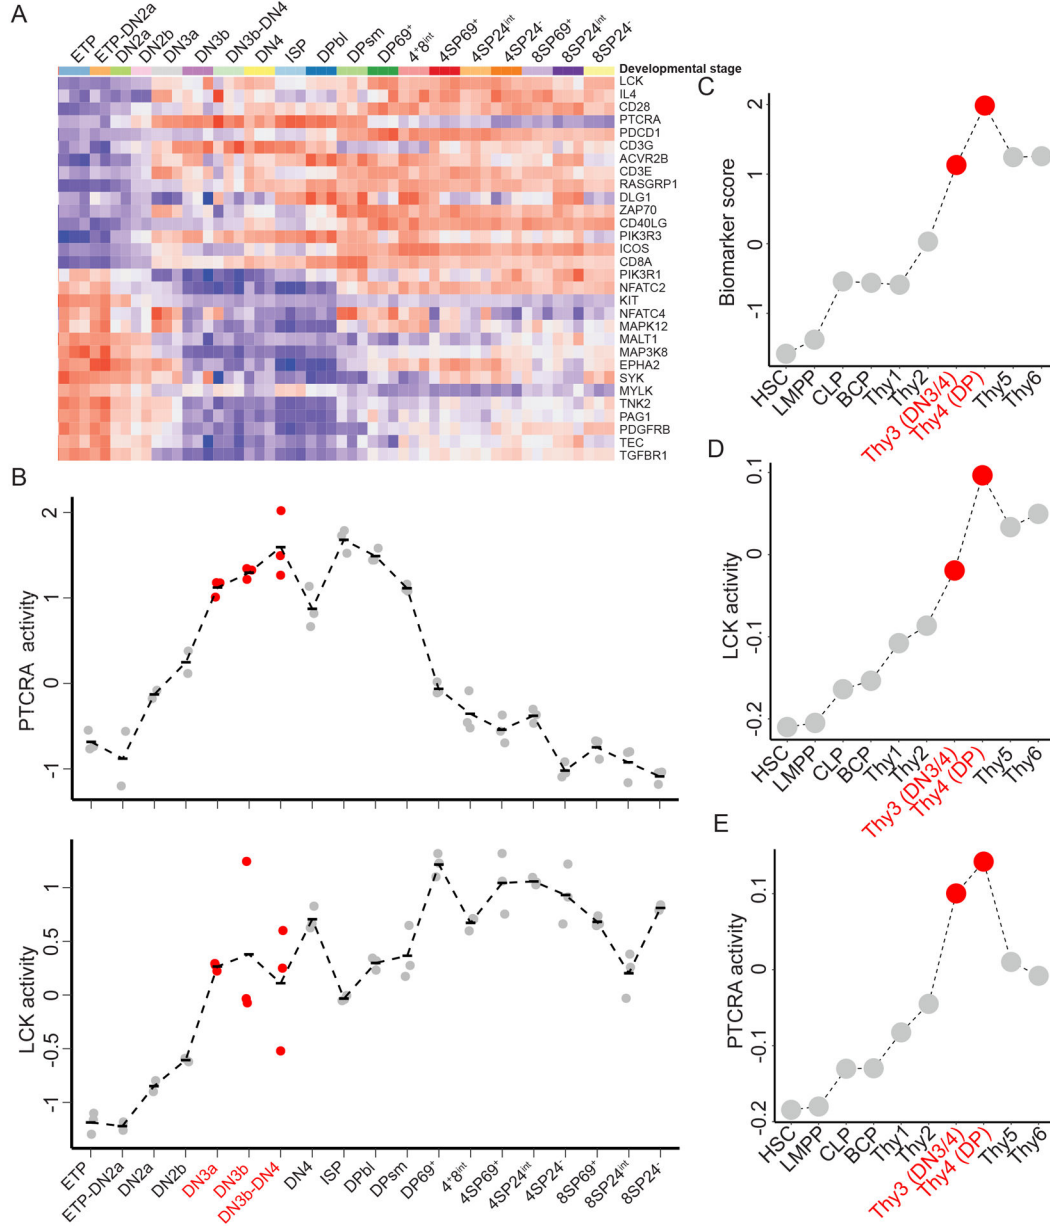 A
ETP
ETP-DN2a
DN2a
DN2b
DN3a
DN3b
DN3b-DN4
DN4
ISP
DPbl
DPsm
DP69⁺
4⁺8ⁱⁿᵗ
4SP69⁺
4SP24ⁱⁿᵗ
4SP24⁻
8SP69⁺
8SP24ⁱⁿᵗ
8SP24⁻
Developmental stage
LCK
IL4
CD28
PTCRA
PDCD1
CD3G
ACVR2B
CD3E
RASGRP1
DLG1
ZAP70
CD40LG
PIK3R3
ICOS
CD8A
PIK3R1
NFATC2
KIT
NFATC4
MAPK12
MALT1
MAP3K8
EPHA2
SYK
MYLK
TNK2
PAG1
PDGFRB
TEC
TGFBR1
B
PTCRA activity
2
1
0
-1
LCK activity
1
0.5
0
-0.5
-1
ETP
ETP-DN2a
DN2a
DN2b
DN3a
DN3b
DN3b-DN4
DN4
ISP
DPbl
DPsm
DP69⁺
4⁺8ⁱⁿᵗ
4SP69⁺
4SP24ⁱⁿᵗ
4SP24⁻
8SP69⁺
8SP24ⁱⁿᵗ
8SP24⁻
C
Biomarker score
2
1
0
-1
HSC
LMPP
CLP
BCP
Thy1
Thy2
Thy3 (DN3/4)
Thy4 (DP)
Thy5
Thy6
D
LCK activity
0.1
0
-0.1
-0.2
HSC
LMPP
CLP
BCP
Thy1
Thy2
Thy3 (DN3/4)
Thy4 (DP)
Thy5
Thy6
E
PTCRA activity
0.1
0
-0.1
-0.2
HSC
LMPP
CLP
BCP
Thy1
Thy2
Thy3 (DN3/4)
Thy4 (DP)
Thy5
Thy6